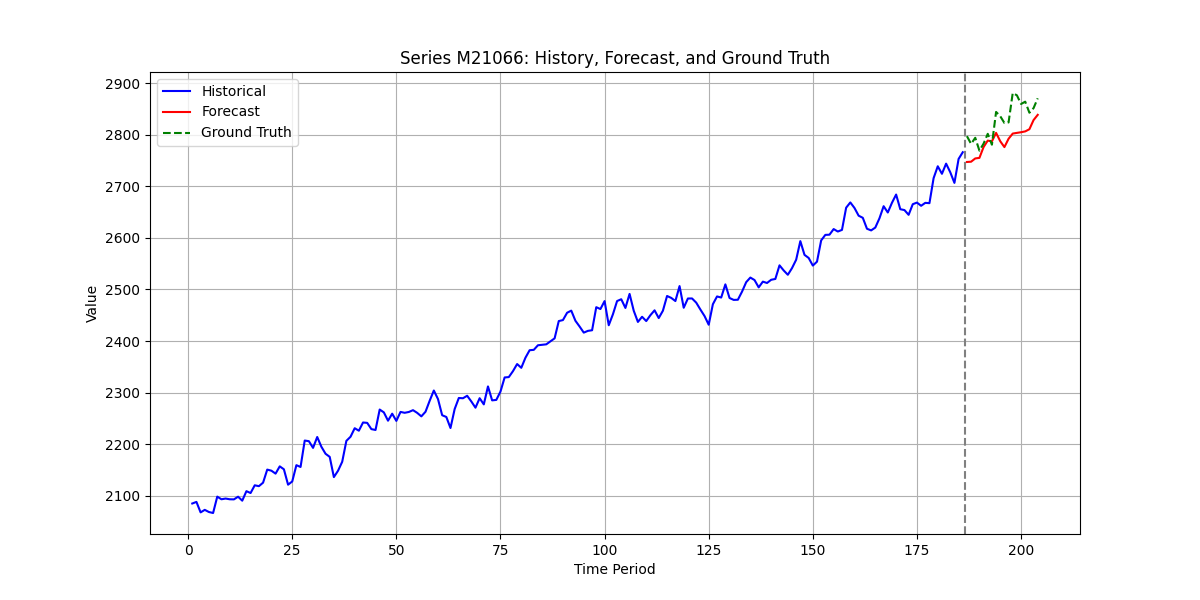 Series M21066: History, Forecast, and Ground Truth
Historical
Forecast
Ground Truth
2900
2800
2700
2600
2500
2400
2300
2200
2100
Value
0 25 50 75 100 125 150 175 200
Time Period